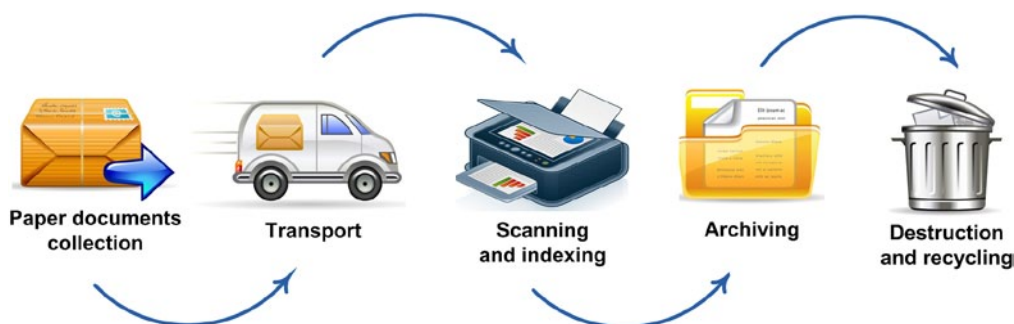 Paper documents
collection
Transport
Scanning
and indexing
Archiving
Destruction
and recycling